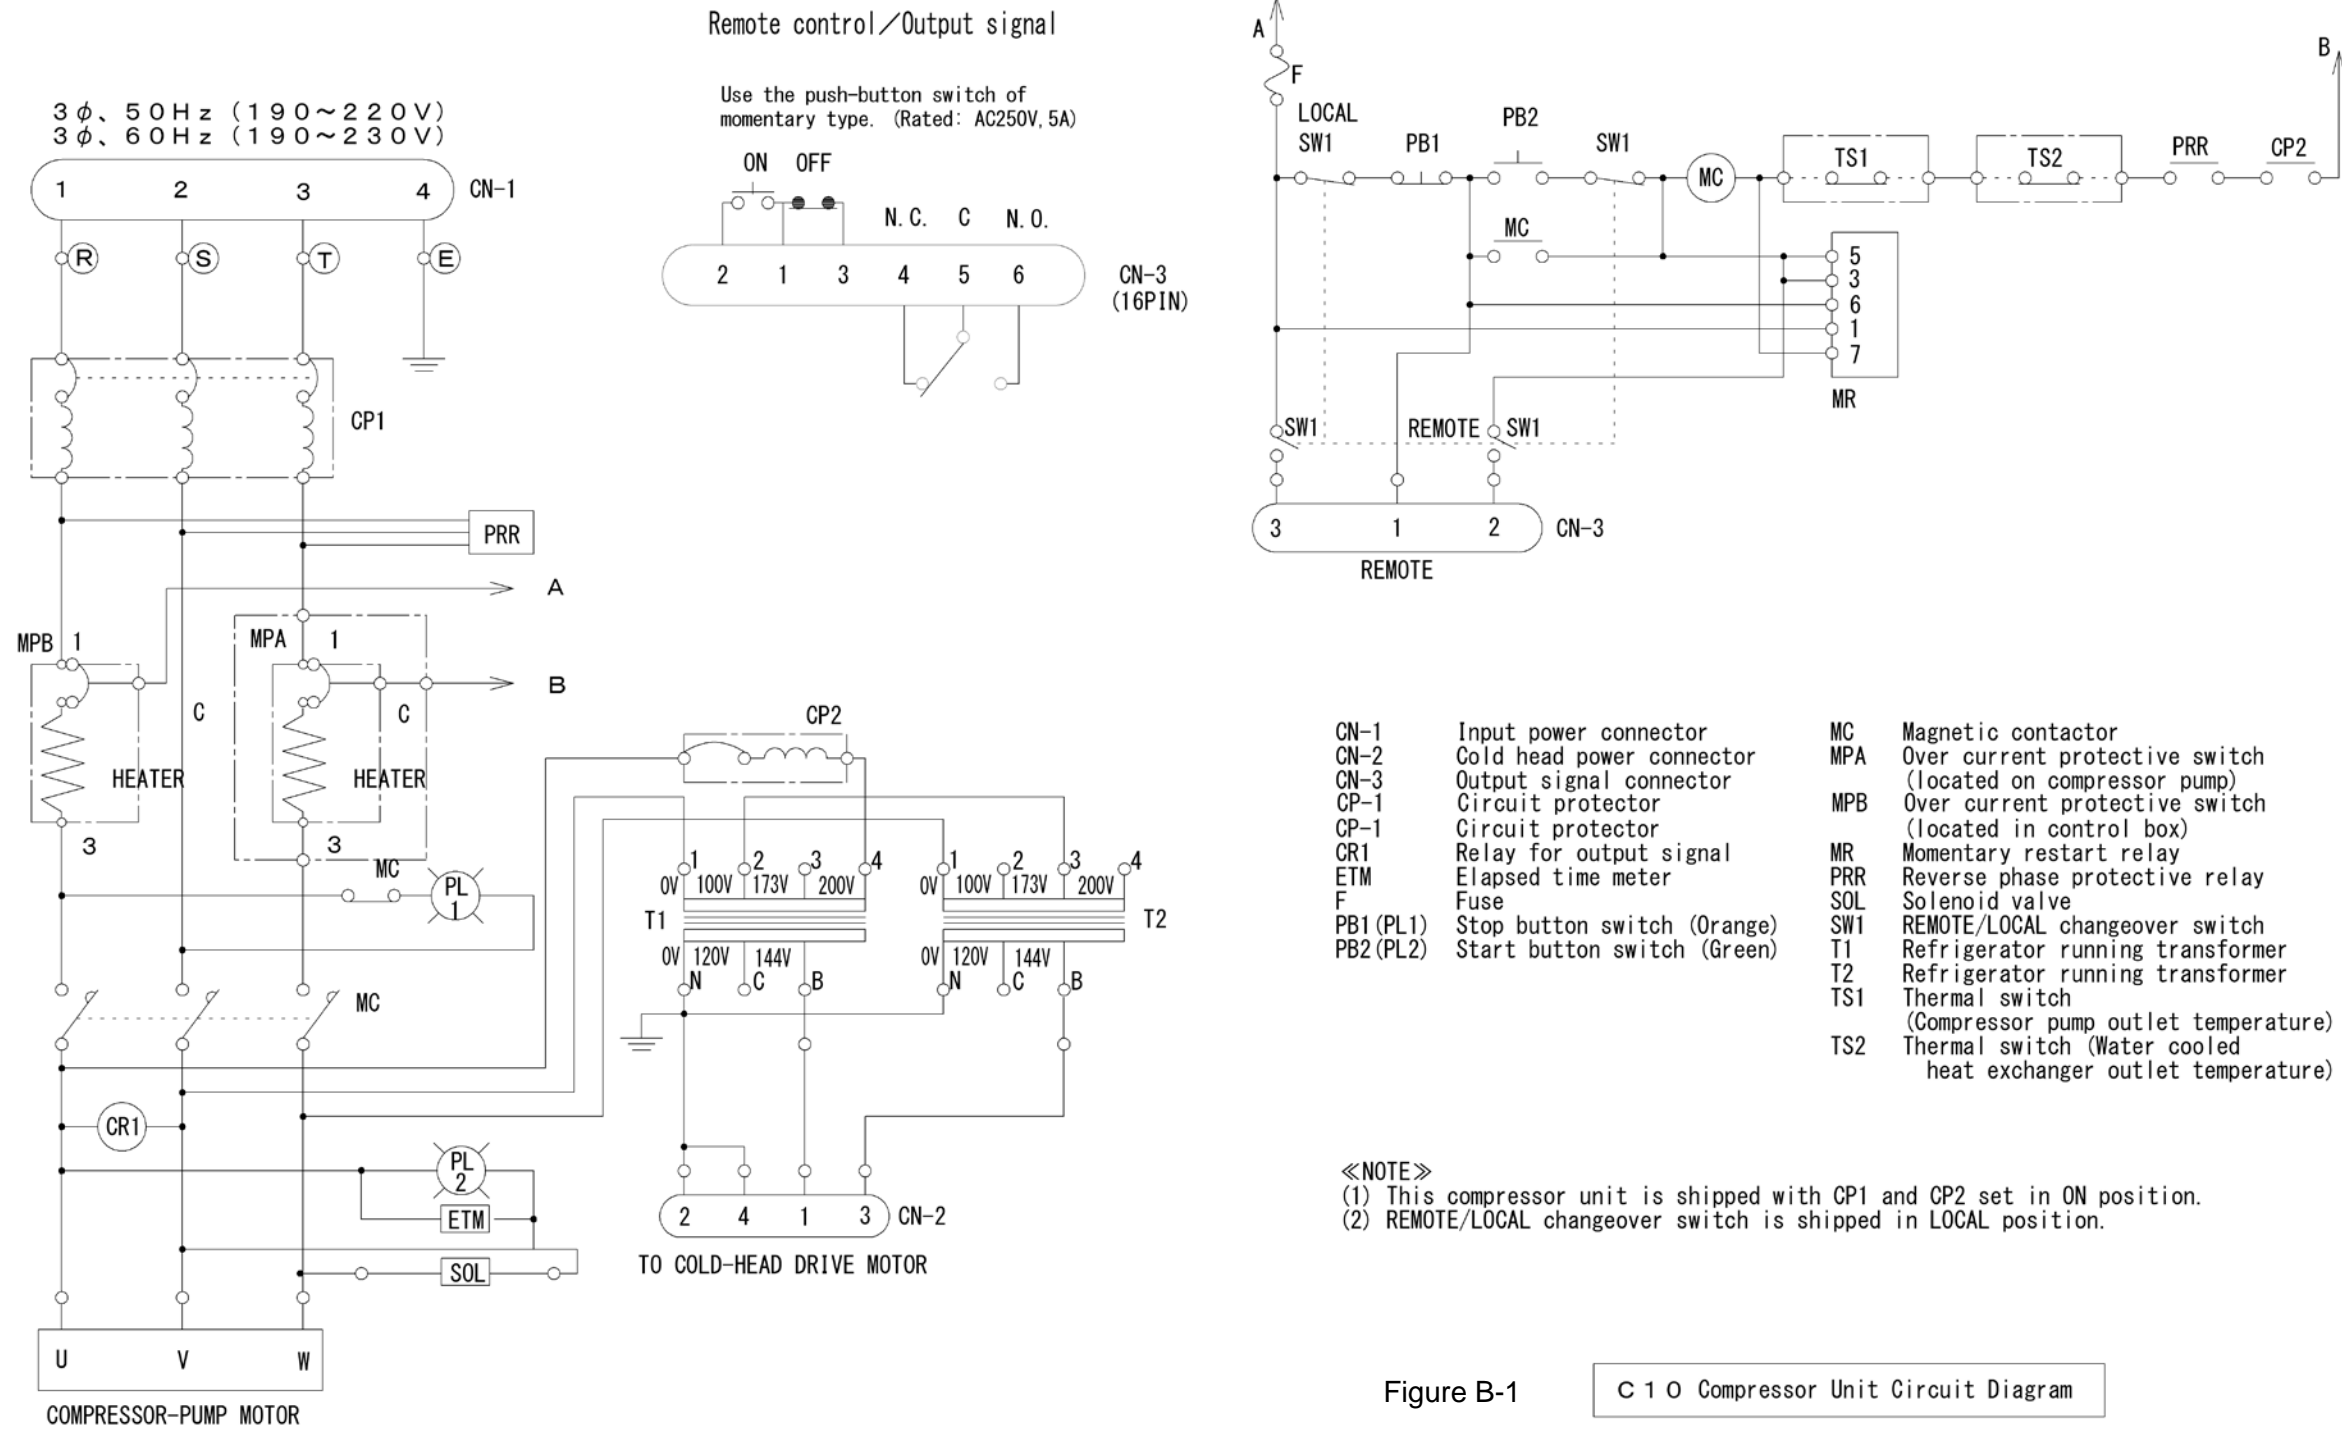 Remote control／Output signal
Use the push-button switch of
momentary type. (Rated: AC250V, 5A)
ON OFF
N. C. C N. O.
2 1 3 4 5 6
CN-3
(16PIN)
3φ、50Hz (190～220V)
3φ、60Hz (190～230V)
1 2 3 4 CN-1
R S T E
CP1
PRR
A
MPB 1
MPA 1
B
C
C
HEATER
HEATER
3
3
MC
PL
1
MC
CR1
PL
2
ETM
SOL
U V W
COMPRESSOR-PUMP MOTOR
CP2
1 2 3 4
0V 100V 173V 200V
T1
0V 120V 144V
N C B
1 2 3 4
0V 100V 173V 200V
T2
0V 120V 144V
N C B
2 4 1 3 CN-2
TO COLD-HEAD DRIVE MOTOR
A
F
B
LOCAL
SW1 PB1 PB2 SW1 MC TS1 TS2 PRR CP2
MC
5
3
6
1
7
MR
SW1 REMOTE SW1
3 1 2 CN-3
REMOTE
CN-1 Input power connector
CN-2 Cold head power connector
CN-3 Output signal connector
CP-1 Circuit protector
CP-1 Circuit protector
CR1 Relay for output signal
ETM Elapsed time meter
F Fuse
PB1(PL1) Stop button switch (Orange)
PB2(PL2) Start button switch (Green)
MC Magnetic contactor
MPA Over current protective switch
(located on compressor pump)
MPB Over current protective switch
(located in control box)
MR Momentary restart relay
PRR Reverse phase protective relay
SOL Solenoid valve
SW1 REMOTE/LOCAL changeover switch
T1 Refrigerator running transformer
T2 Refrigerator running transformer
TS1 Thermal switch
(Compressor pump outlet temperature)
TS2 Thermal switch (Water cooled
heat exchanger outlet temperature)
≪NOTE≫
(1) This compressor unit is shipped with CP1 and CP2 set in ON position.
(2) REMOTE/LOCAL changeover switch is shipped in LOCAL position.
Figure B-1
C10 Compressor Unit Circuit Diagram